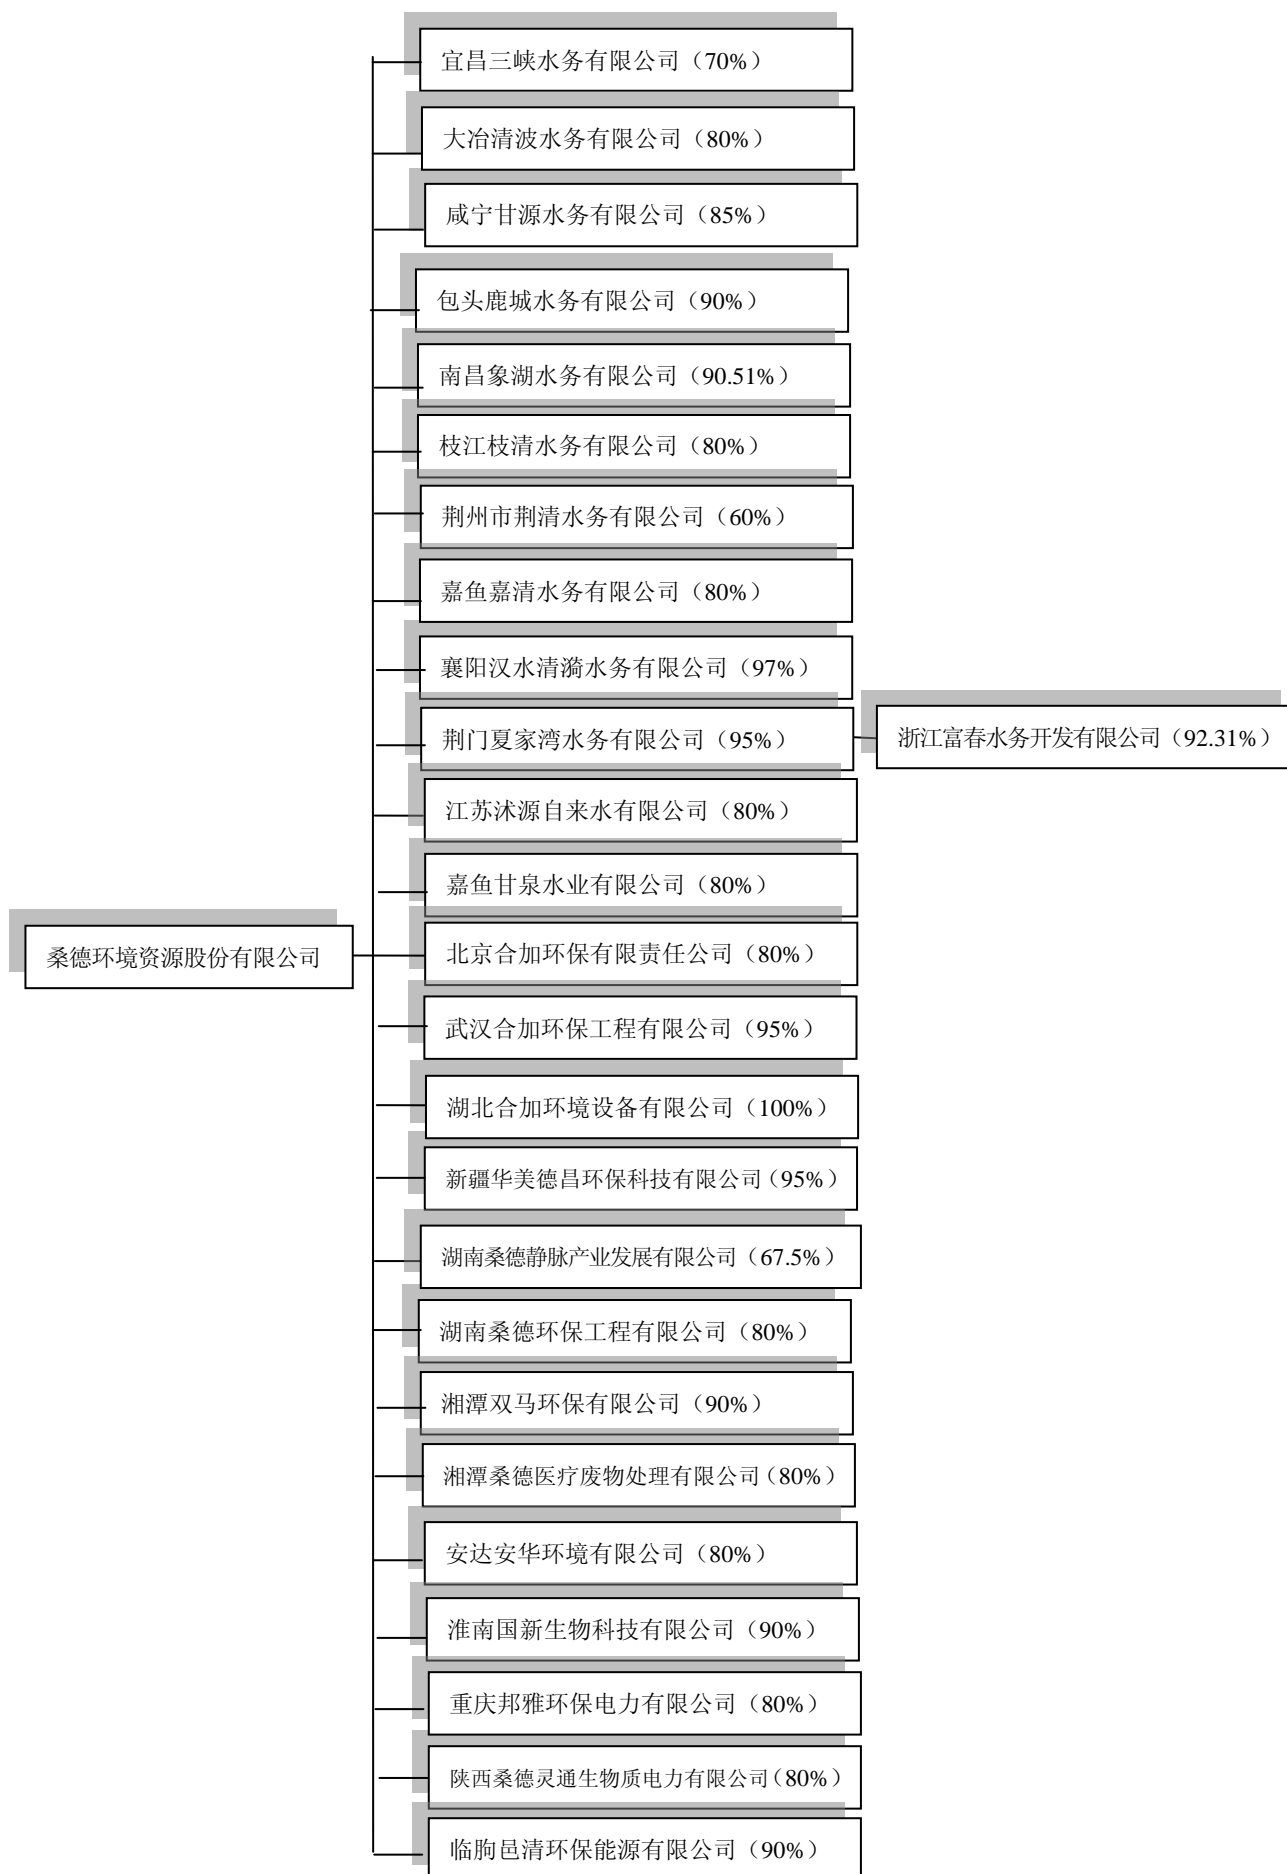 宜昌三峡水务有限公司（70%）
大冶清波水务有限公司（80%）
咸宁甘源水务有限公司（85%）
包头鹿城水务有限公司（90%）
南昌象湖水务有限公司（90.51%）
枝江枝清水务有限公司（80%）
荆州市荆清水务有限公司（60%）
嘉鱼嘉清水务有限公司（80%）
襄阳汉水清漪水务有限公司（97%）
荆门夏家湾水务有限公司（95%）
浙江富春水务开发有限公司（92.31%）
江苏沭源自来水有限公司（80%）
嘉鱼甘泉水业有限公司（80%）
桑德环境资源股份有限公司
北京合加环保有限责任公司（80%）
武汉合加环保工程有限公司（95%）
湖北合加环境设备有限公司（100%）
新疆华美德昌环保科技有限公司（95%）
湖南桑德静脉产业发展有限公司（67.5%）
湖南桑德环保工程有限公司（80%）
湘潭双马环保有限公司（90%）
湘潭桑德医疗废物处理有限公司（80%）
安达安华环境有限公司（80%）
淮南国新生物科技有限公司（90%）
重庆邦雅环保电力有限公司（80%）
陕西桑德灵通生物质电力有限公司（80%）
临朐邑清环保能源有限公司（90%）